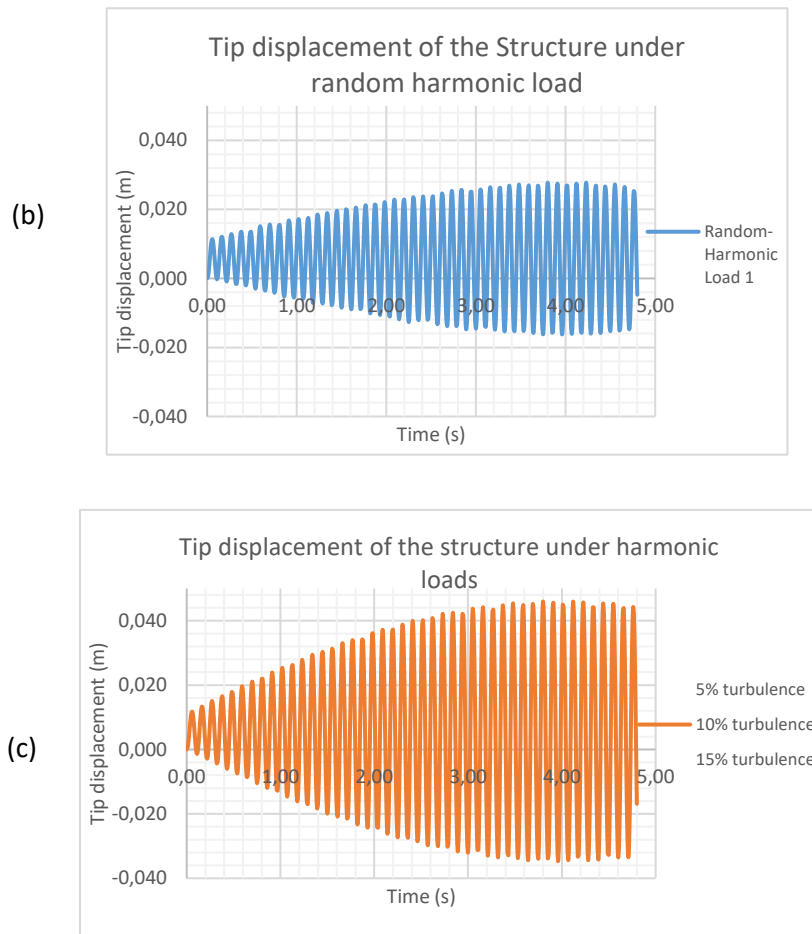 (b)
Tip displacement of the Structure under
random harmonic load
Tip displacement (m)
0,040
0,020
0,000
-0,020
-0,040
0,00 1,00 2,00 3,00 4,00 5,00
Time (s)
Random-
Harmonic
Load 1
(c)
Tip displacement of the structure under harmonic
loads
Tip displacement (m)
0,040
0,020
0,000
-0,020
-0,040
0,00 1,00 2,00 3,00 4,00 5,00
Time (s)
5% turbulence
10% turbulence
15% turbulence